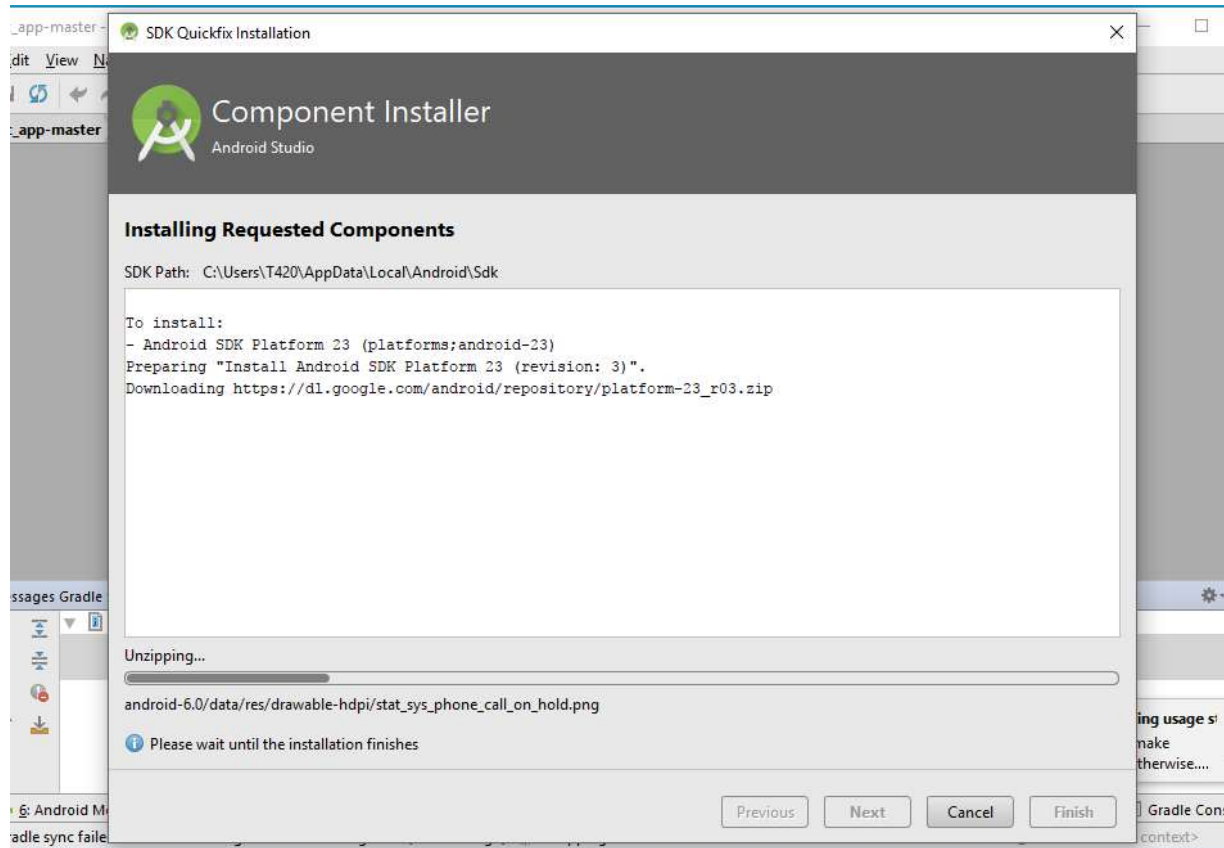 _app-master -
SDK Quickfix Installation
dit View Na
Component Installer
Android Studio
_app-master
Installing Requested Components
SDK Path: C:\Users\T420\AppData\Local\Android\Sdk
To install:
- Android SDK Platform 23 (platforms;android-23)
Preparing "Install Android SDK Platform 23 (revision: 3)".
Downloading https://dl.google.com/android/repository/platform-23_r03.zip
ssages Gradle
Unzipping...
android-6.0/data/res/drawable-hdpi/stat_sys_phone_call_on_hold.png
Please wait until the installation finishes
ing usage s
make
therwise....
Previous Next Cancel Finish
6: Android M
Gradle Con
adle sync faile
context>